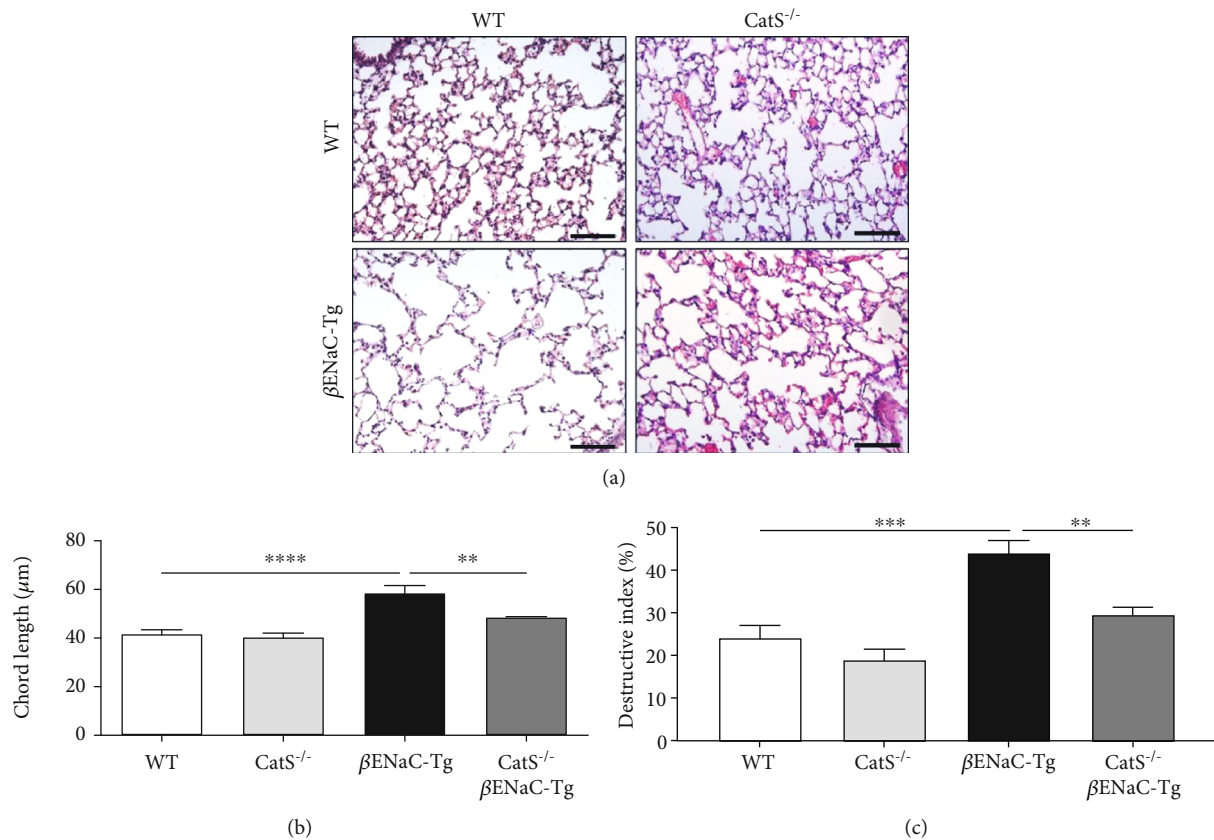 WT CatS⁻/⁻
WT
βENaC-Tg
(a)
Chord length (μm)
80
60
40
20
0
**** **
WT CatS⁻/⁻ βENaC-Tg CatS⁻/⁻
βENaC-Tg
(b)
Destructive index (%)
50
40
30
20
10
0
*** **
WT CatS⁻/⁻ βENaC-Tg CatS⁻/⁻
βENaC-Tg
(c)